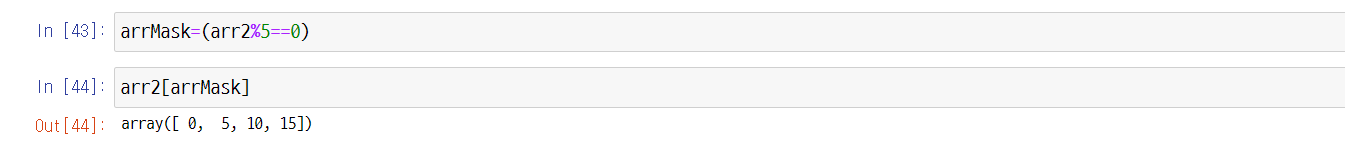 In [43]: arrMask=(arr2%5==0)
In [44]: arr2[arrMask]
Out[44]: array([ 0,  5, 10, 15])